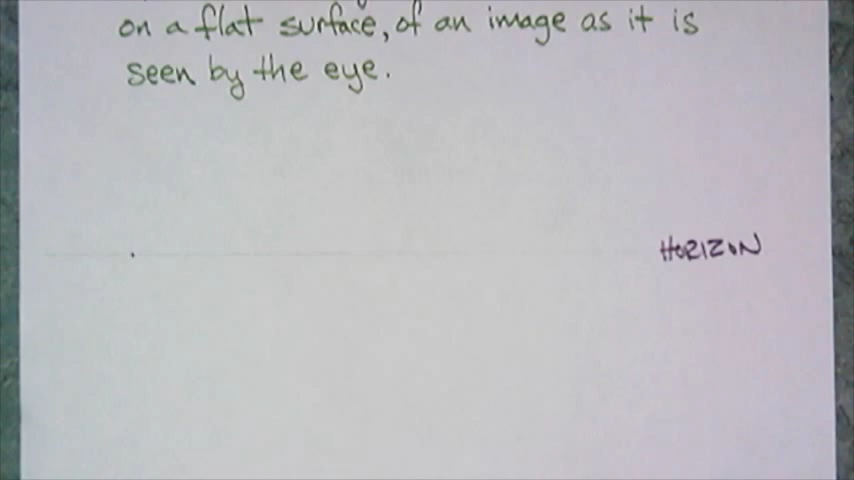 on a flat surface, of an image as it is
seen by the eye.
HORIZON